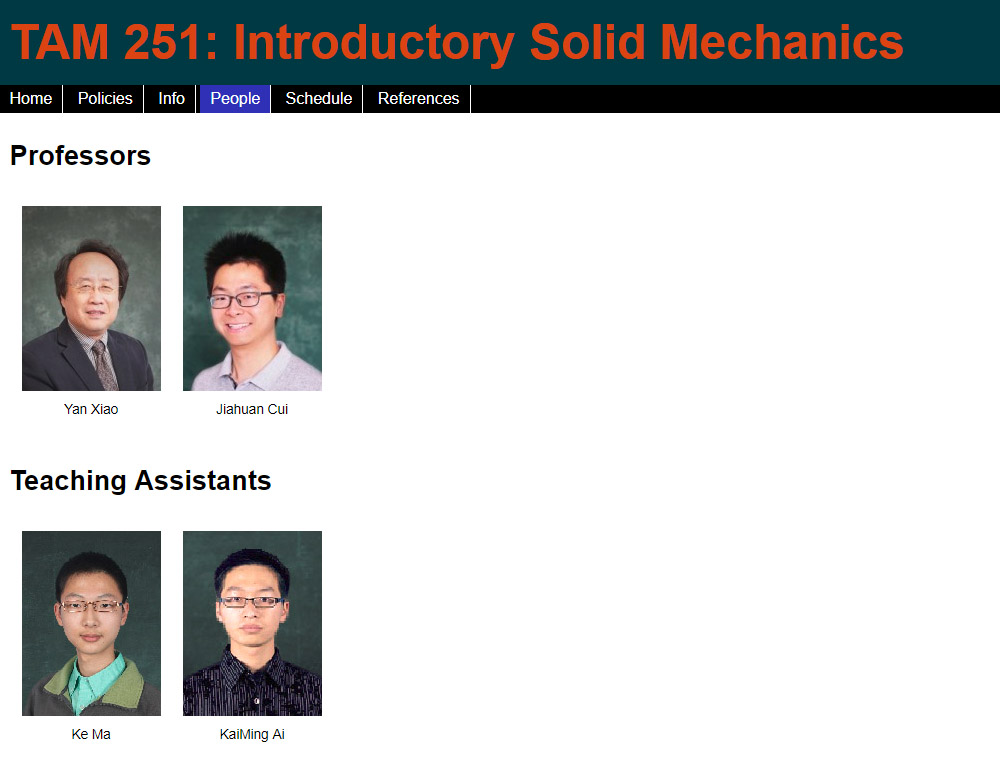 TAM 251: Introductory Solid Mechanics
Home Policies Info People Schedule References
Professors
Yan Xiao Jiahuan Cui
Teaching Assistants
Ke Ma KaiMing Ai